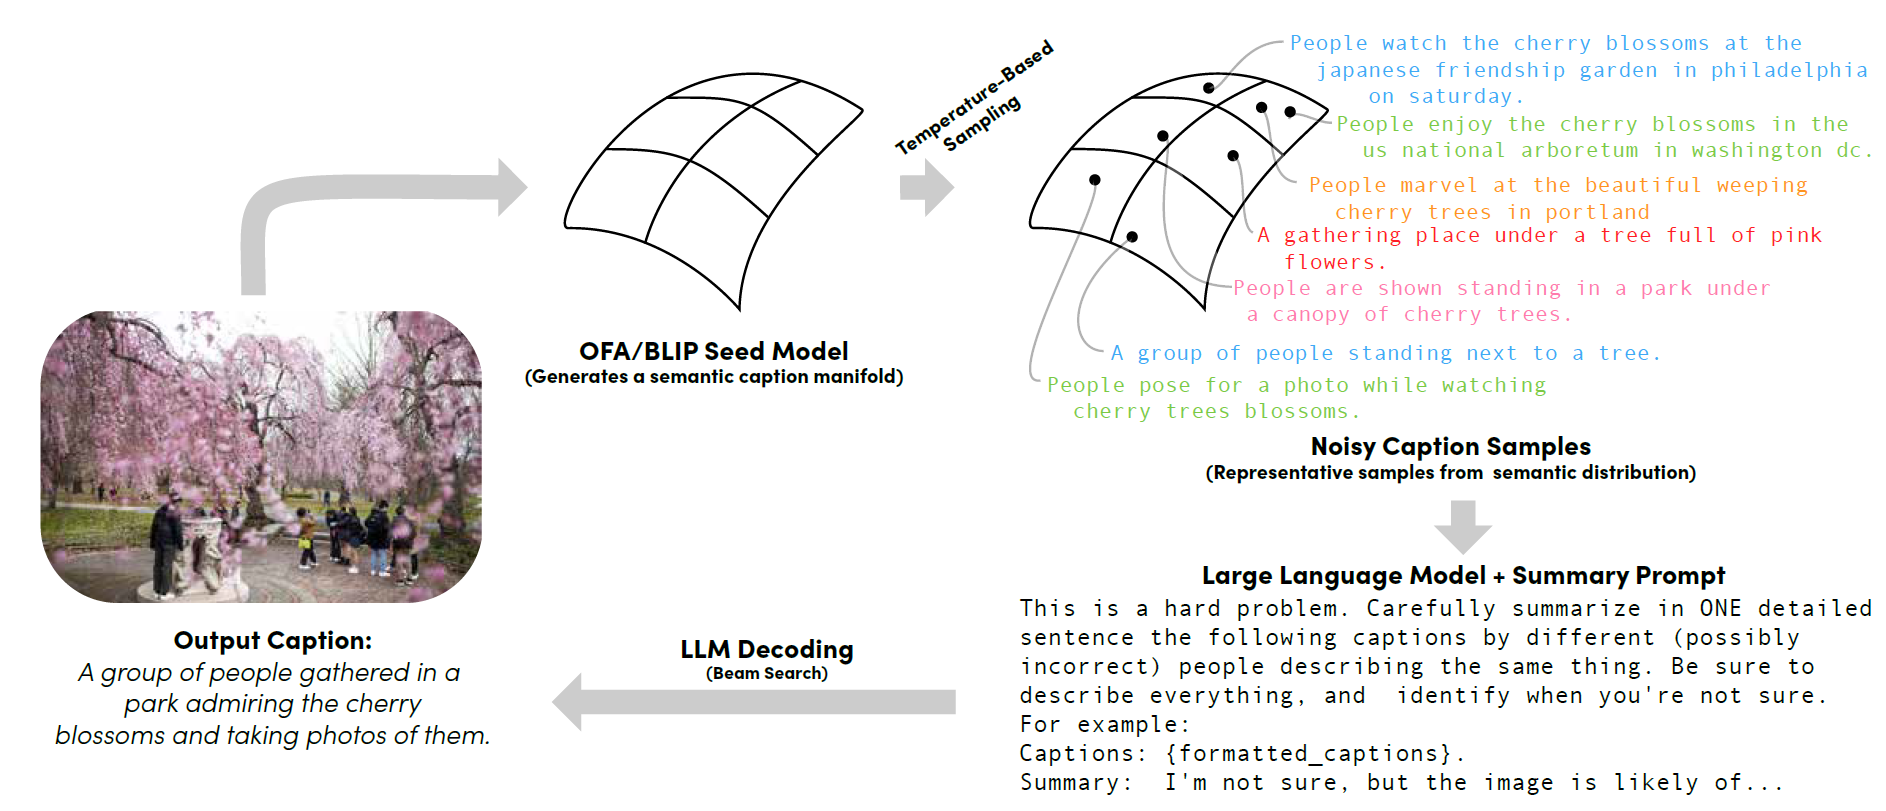 Temperature-Based
Sampling
People watch the cherry blossoms at the
japanese friendship garden in philadelphia
on saturday.
People enjoy the cherry blossoms in the
us national arboretum in washington dc.
People marvel at the beautiful weeping
cherry trees in portland
A gathering place under a tree full of pink
flowers.
People are shown standing in a park under
a canopy of cherry trees.
A group of people standing next to a tree.
People pose for a photo while watching
cherry trees blossoms.
OFA/BLIP Seed Model
(Generates a semantic caption manifold)
Noisy Caption Samples
(Representative samples from semantic distribution)
Large Language Model + Summary Prompt
This is a hard problem. Carefully summarize in ONE detailed
sentence the following captions by different (possibly
incorrect) people describing the same thing. Be sure to
describe everything, and identify when you're not sure.
For example:
Captions: {formatted_captions}.
Summary: I'm not sure, but the image is likely of...
LLM Decoding
(Beam Search)
Output Caption:
A group of people gathered in a
park admiring the cherry
blossoms and taking photos of them.